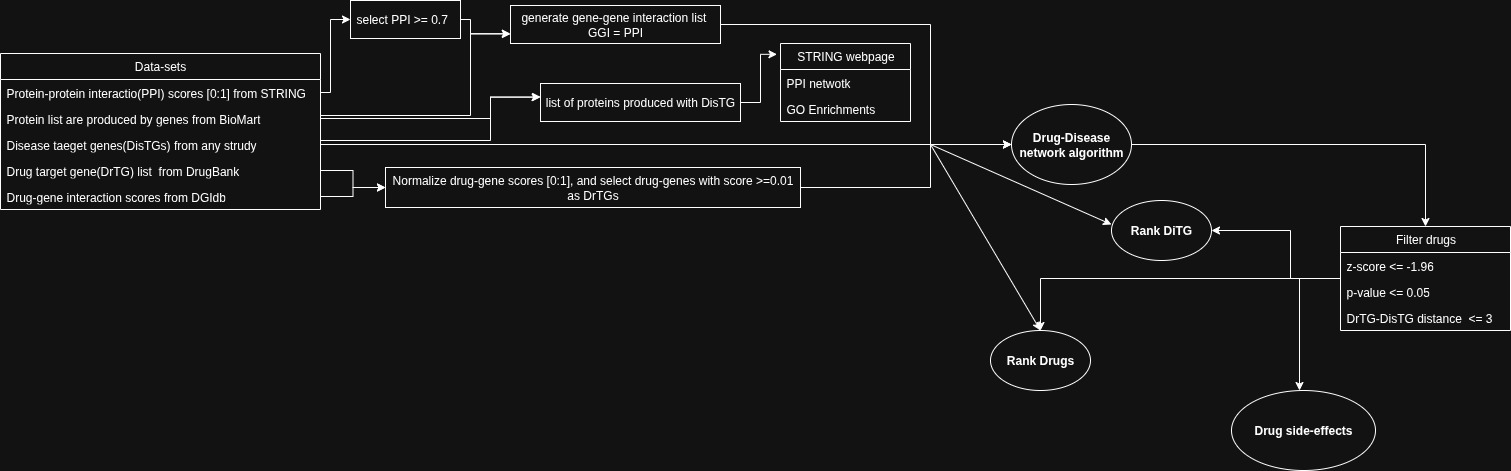 select PPI >= 0.7
generate gene-gene interaction list
GGI = PPI
Data-sets
Protein-protein interactio(PPI) scores [0:1] from STRING
Protein list are produced by genes from BioMart
Disease taeget genes(DisTGs) from any strudy
Drug target gene(DrTG) list from DrugBank
Drug-gene interaction scores from DGIdb
list of proteins produced with DisTG
STRING webpage
PPI netwotk
GO Enrichments
Normalize drug-gene scores [0:1], and select drug-genes with score >=0.01
as DrTGs
Drug-Disease
network algorithm
Rank DiTG
Filter drugs
z-score <= -1.96
p-value <= 0.05
DrTG-DisTG distance <= 3
Rank Drugs
Drug side-effects